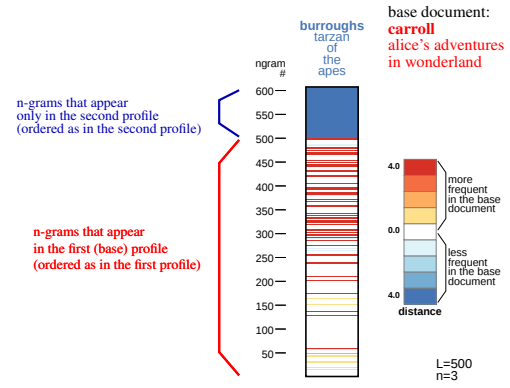 base document:
carroll
alice's adventures
in wonderland
burroughs
tarzan
of
the
apes
ngram
#
600
550
500
450
400
350
300
250
200
150
100
50
n-grams that appear
only in the second profile
(ordered as in the second profile)
n-grams that appear
in the first (base) profile
(ordered as in the first profile)
4.0
0.0
4.0
distance
more
frequent
in the base
document
less
frequent
in the base
document
L=500
n=3